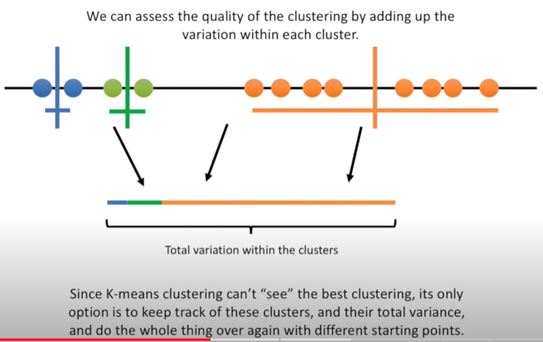 We can assess the quality of the clustering by adding up the
variation within each cluster.
Total variation within the clusters
Since K-means clustering can't “see” the best clustering, its only
option is to keep track of these clusters, and their total variance,
and do the whole thing over again with different starting points.